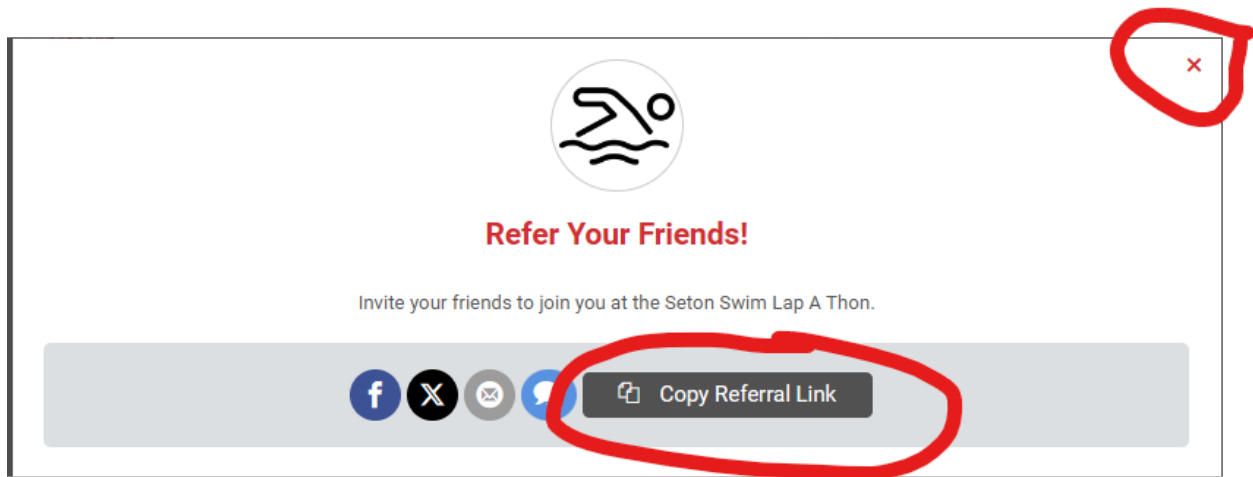 Refer Your Friends!
Invite your friends to join you at the Seton Swim Lap A Thon.
Copy Referral Link